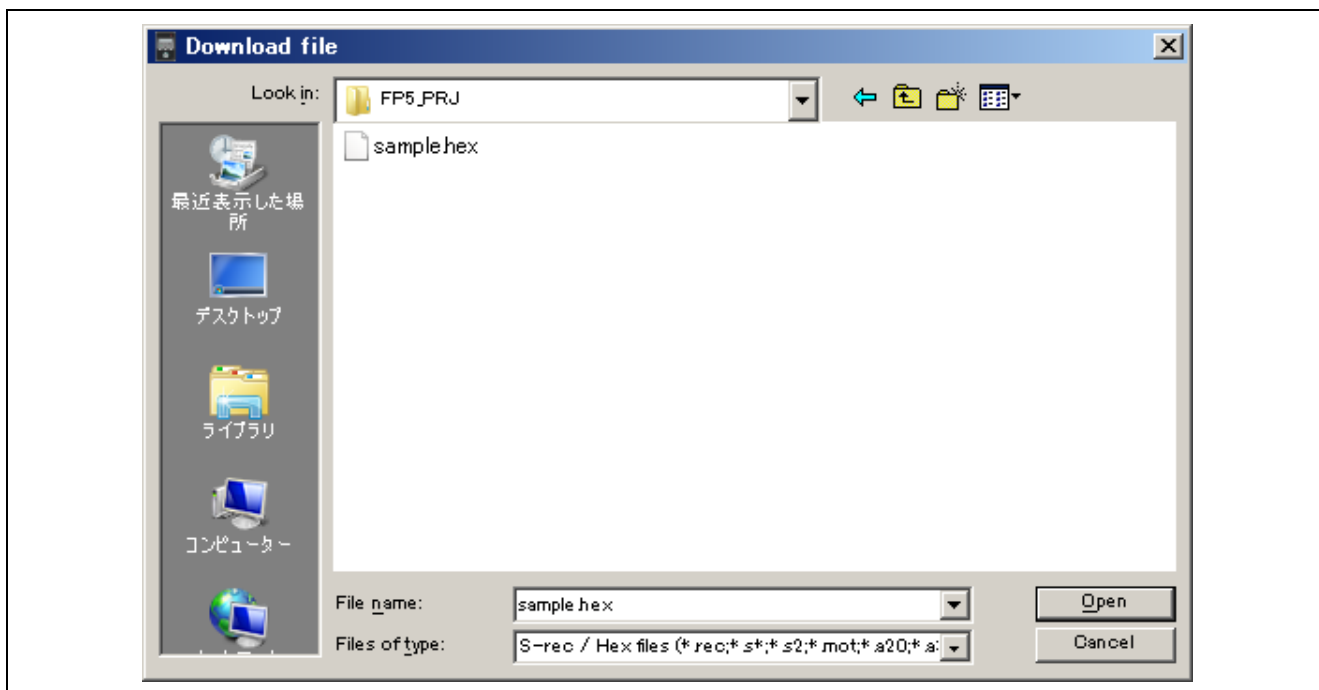 Download file
Look in:
FP5_PRJ
sample.hex
最近表示した場
所
デスクトップ
ライブラリ
コンピューター
File name:
sample.hex
Open
Files of type:
S-rec / Hex files (*.rec;*.s*;*.s2;*.mot;*.a20;*.a
Cancel